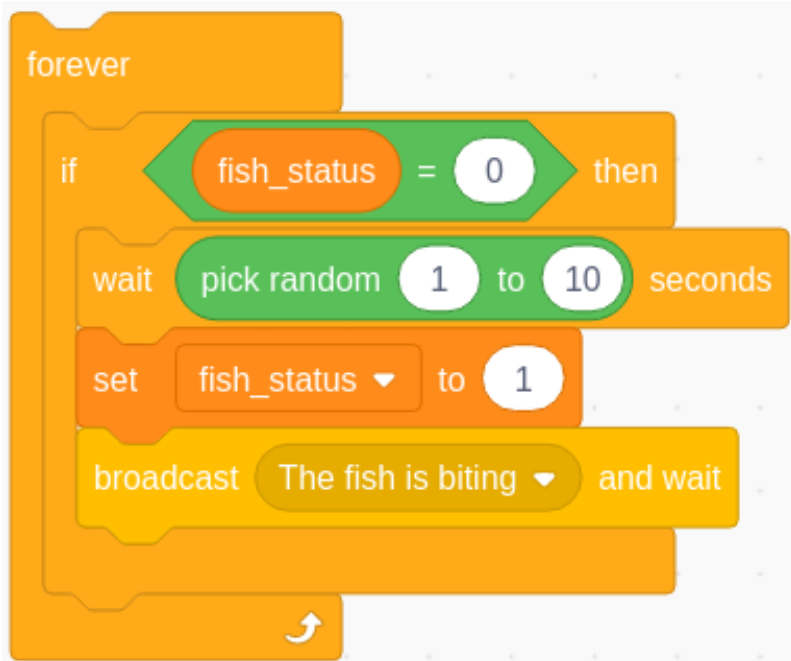 forever
if fish_status = 0 then
wait pick random 1 to 10 seconds
set fish_status to 1
broadcast The fish is biting and wait